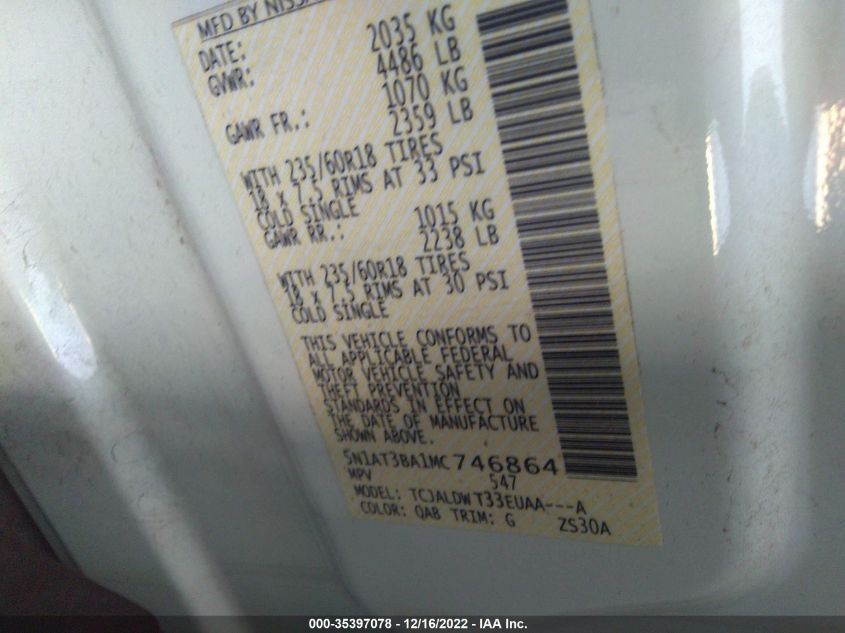 MFD BY NISSA
DATE:
GVWR: 2035 KG
4486 LB
GAWR FR.: 1070 KG
2359 LB
WITH 235/60R18 TIRES
18 x 7.5 RIMS AT 33 PSI
COLD SINGLE
GAWR RR.: 1015 KG
2238 LB
WITH 235/60R18 TIRES
18 x 7.5 RIMS AT 30 PSI
COLD SINGLE
THIS VEHICLE CONFORMS TO
ALL APPLICABLE FEDERAL
MOTOR VEHICLE SAFETY AND
THEFT PREVENTION
STANDARDS IN EFFECT ON
THE DATE OF MANUFACTURE
SHOWN ABOVE.
5N1AT3BA1MC746864
MPV 547
MODEL: TCJALDWT33EUAA---A
COLOR: QAB TRIM: G ZS30A
000-35397078 - 12/16/2022 - IAA Inc.